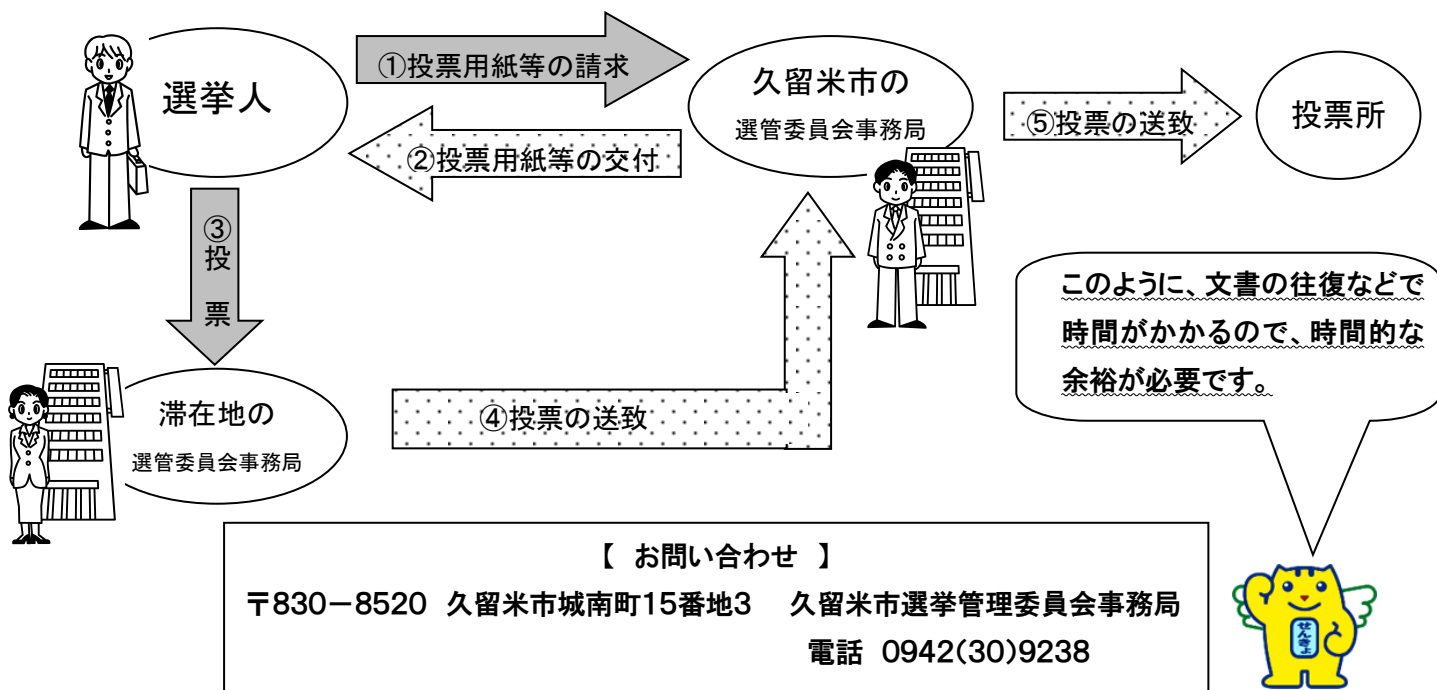 選挙人
①投票用紙等の請求
久留米市の
選管委員会事務局
②投票用紙等の交付
⑤投票の送致
投票所
③
投
票
滞在地の
選管委員会事務局
④投票の送致
このように、文書の往復などで
時間がかかるので、時間的な
余裕が必要です。
【 お問い合わせ 】
〒830－8520 久留米市城南町15番地3 久留米市選挙管理委員会事務局
電話 0942(30)9238
せんきょ